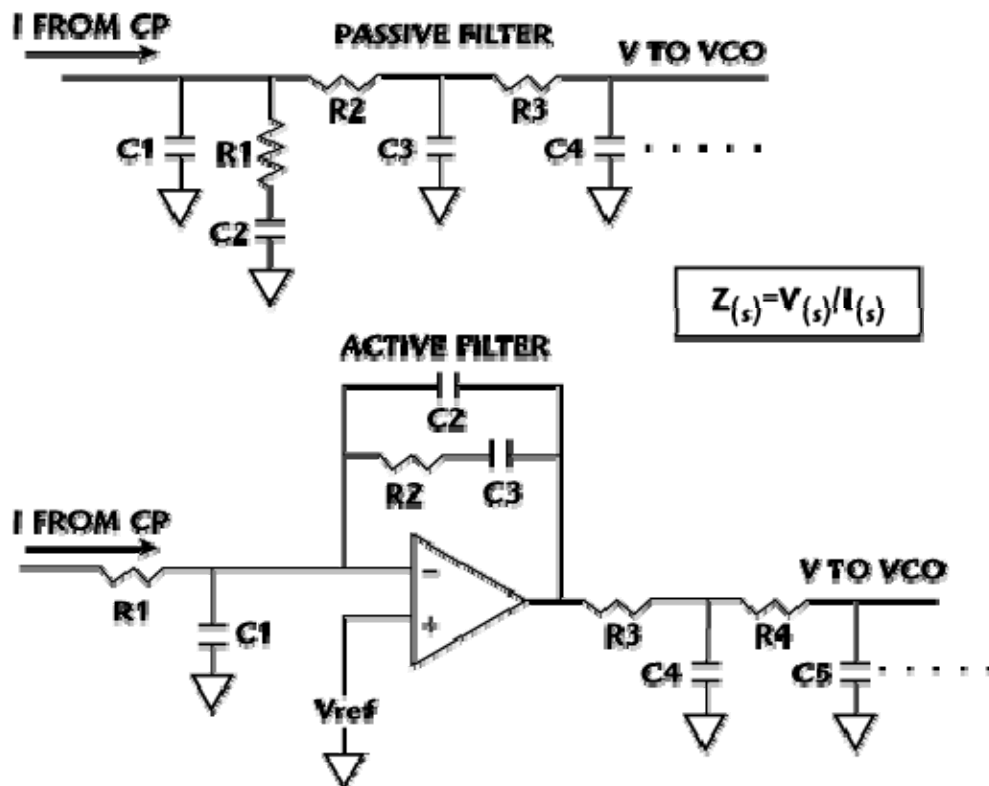 I FROM CP
PASSIVE FILTER
V TO VCO
R2
R3
C1
R1
C3
C4
C2
Z(s)=V(s)/I(s)
ACTIVE FILTER
C2
R2
C3
I FROM CP
−
V TO VCO
R1
+
R3
R4
C1
C4
C5
Vref